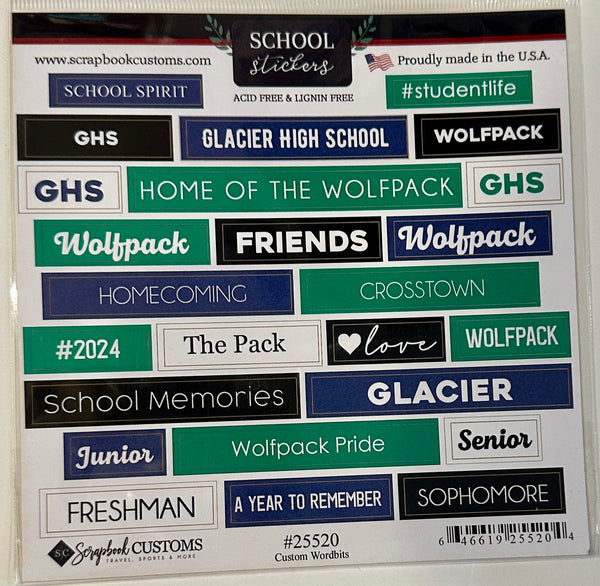 SCHOOL
stickers
www.scrapbookcustoms.com
Proudly made in the U.S.A.
SCHOOL SPIRIT
ACID FREE & LIGNIN FREE
#studentlife
GHS
GLACIER HIGH SCHOOL
WOLFPACK
GHS
HOME OF THE WOLFPACK
GHS
Wolfpack
FRIENDS
Wolfpack
HOMECOMING
CROSSTOWN
#2024
The Pack
love
WOLFPACK
School Memories
GLACIER
Junior
Wolfpack Pride
Senior
FRESHMAN
A YEAR TO REMEMBER
SOPHOMORE
S|C Scrapbook CUSTOMS
TRAVEL, SPORTS & MORE
#25520
Custom Wordbits
6 46619 25520 4